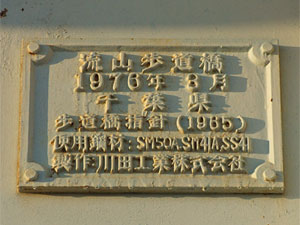 流山歩道橋
1976年8月
千葉県
歩道橋指針(1965)
使用鋼材:SM50A,SM41A,SS41
製作川田工業株式会社